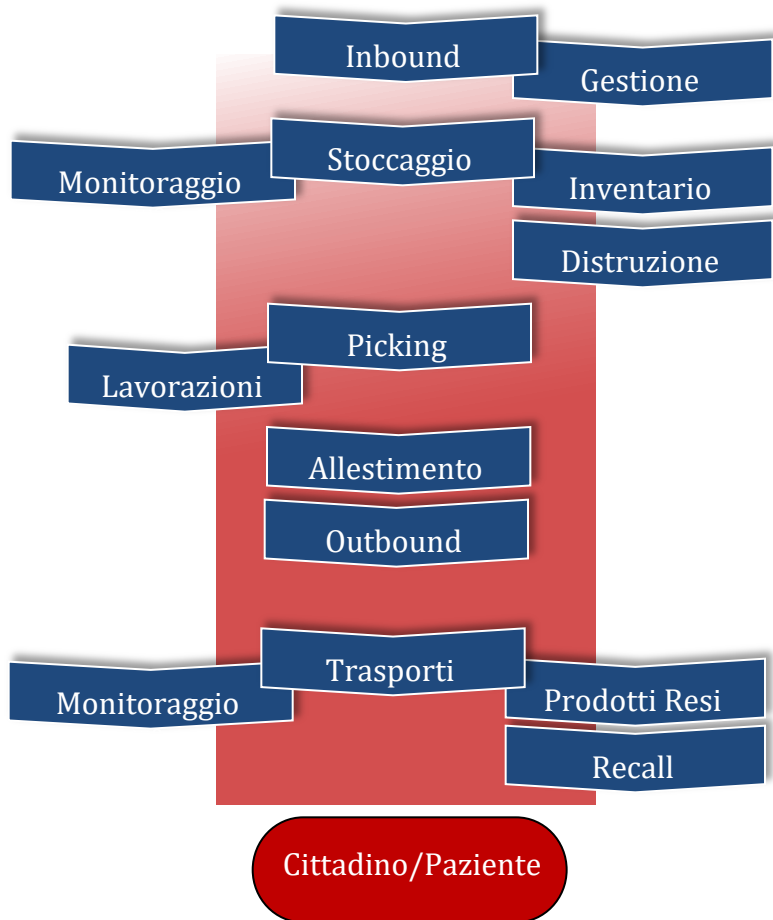 Inbound
Gestione
Stoccaggio
Monitoraggio
Inventario
Distruzione
Picking
Lavorazioni
Allestimento
Outbound
Trasporti
Monitoraggio
Prodotti Resi
Recall
Cittadino/Paziente